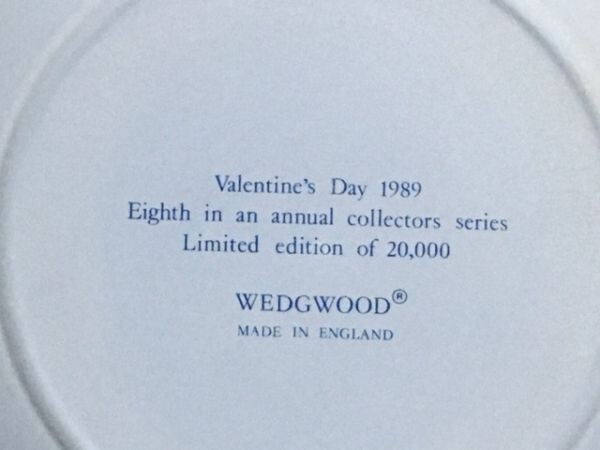 Valentine's Day 1989
Eighth in an annual collectors series
Limited edition of 20,000
WEDGWOOD®
MADE IN ENGLAND